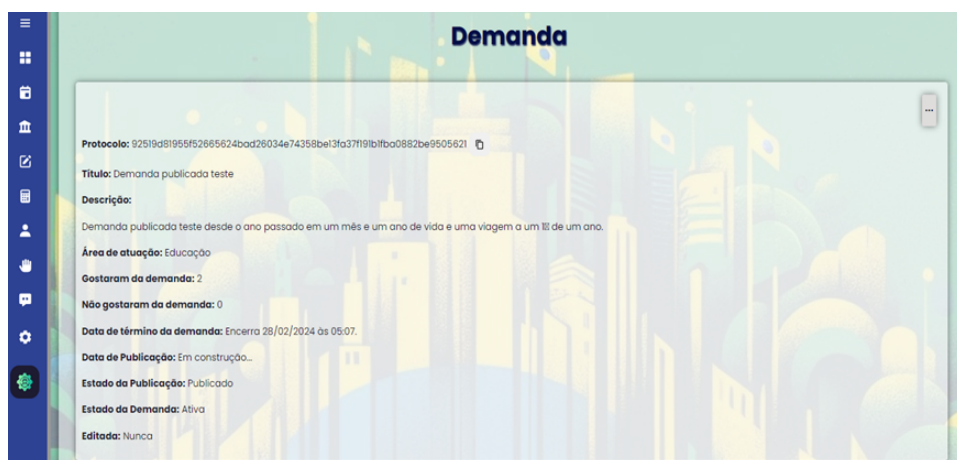 Demanda
Protocolo: 92519d81955f52665624bad26034e74358be13fa37f191b1fba0882be9505621
Título: Demanda publicada teste
Descrição:
Demanda publicada teste desde o ano passado em um mês e um ano de vida e uma viagem a um de um ano.
Área de atuação: Educação
Gostaram da demanda: 2
Não gostaram da demanda: 0
Data de término da demanda: Encerra 28/02/2024 às 05:07.
Data de Publicação: Em construção...
Estado da Publicação: Publicado
Estado da Demanda: Ativa
Editada: Nunca